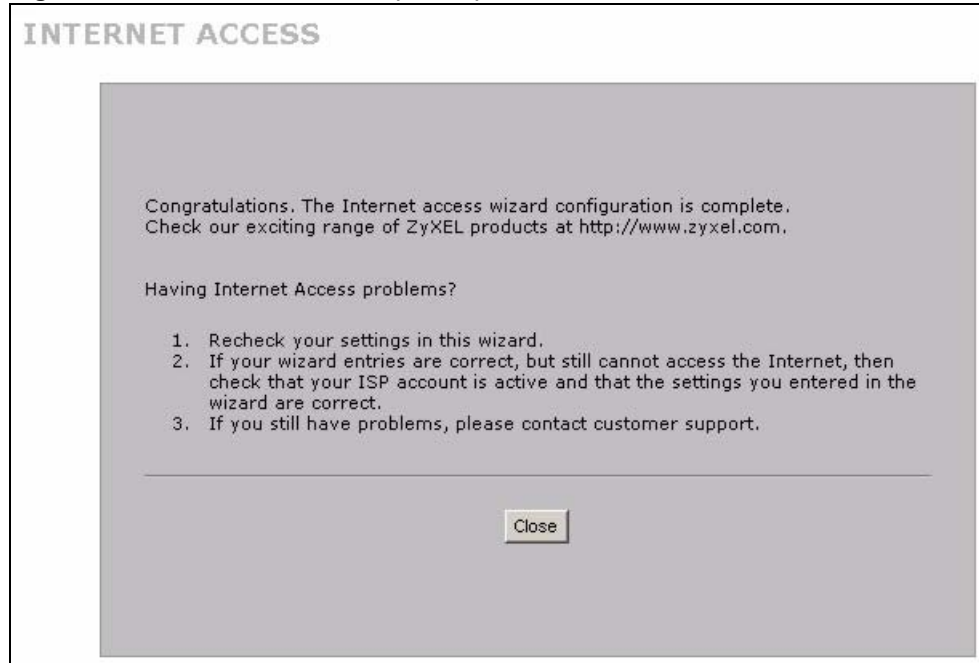 INTERNET ACCESS
Congratulations. The Internet access wizard configuration is complete.
Check our exciting range of ZyXEL products at http://www.zyxel.com.
Having Internet Access problems?
1. Recheck your settings in this wizard.
2. If your wizard entries are correct, but still cannot access the Internet, then
check that your ISP account is active and that the settings you entered in the
wizard are correct.
3. If you still have problems, please contact customer support.
Close